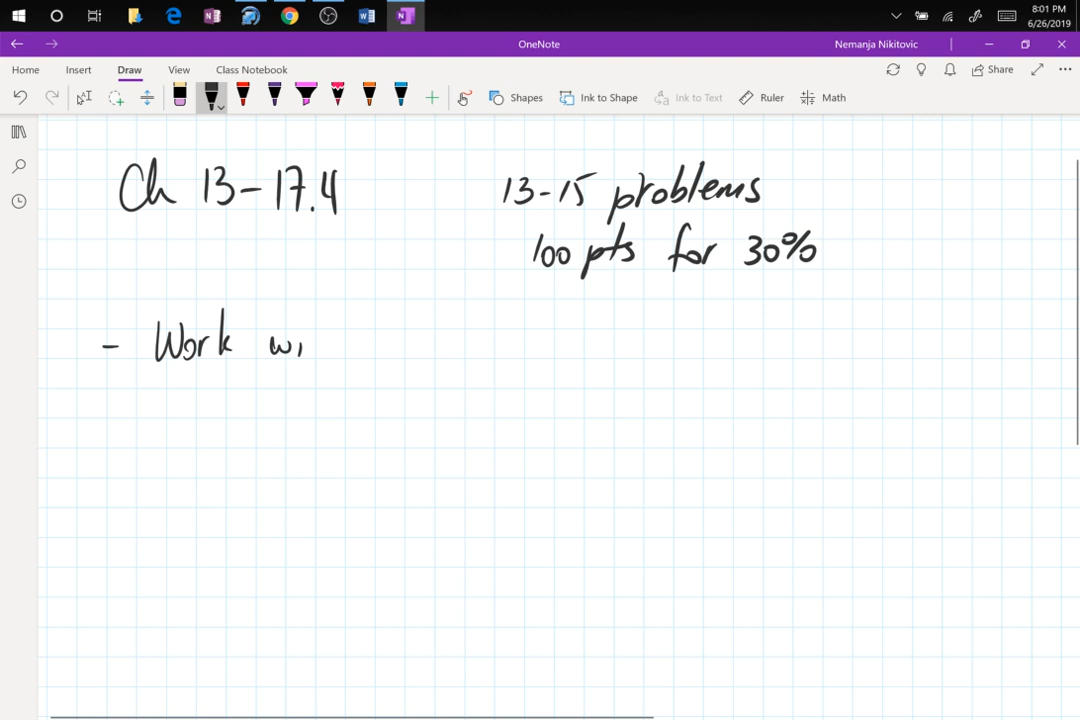 8:01 PM
6/26/2019
OneNote
Nemanja Nikitovic
Home Insert Draw View Class Notebook Share
Shapes Ink to Shape Ink to Text Ruler Math
Ch 13-17.4
13-15 problems
100 pts for 30%
- Work wi